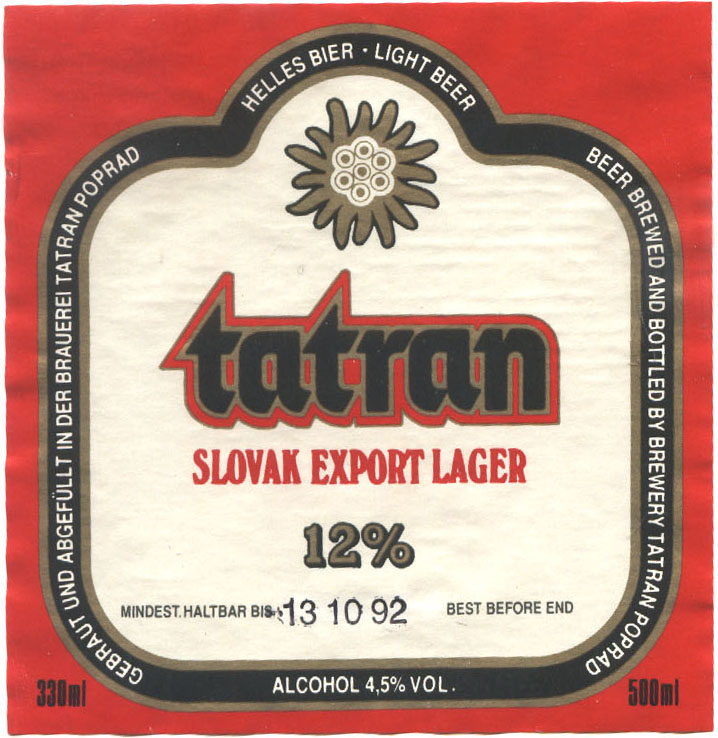 HELLES BIER · LIGHT BEER
GEBRAUT UND ABGEFÜLLT IN DER BRAUEREI TATRAN POPRAD
BEER BREWED AND BOTTLED BY BREWERY TATRAN POPRAD
tatran
SLOVAK EXPORT LAGER
12%
MINDEST. HALTBAR BIS 13 10 92 BEST BEFORE END
ALCOHOL 4,5% VOL.
330ml 500ml